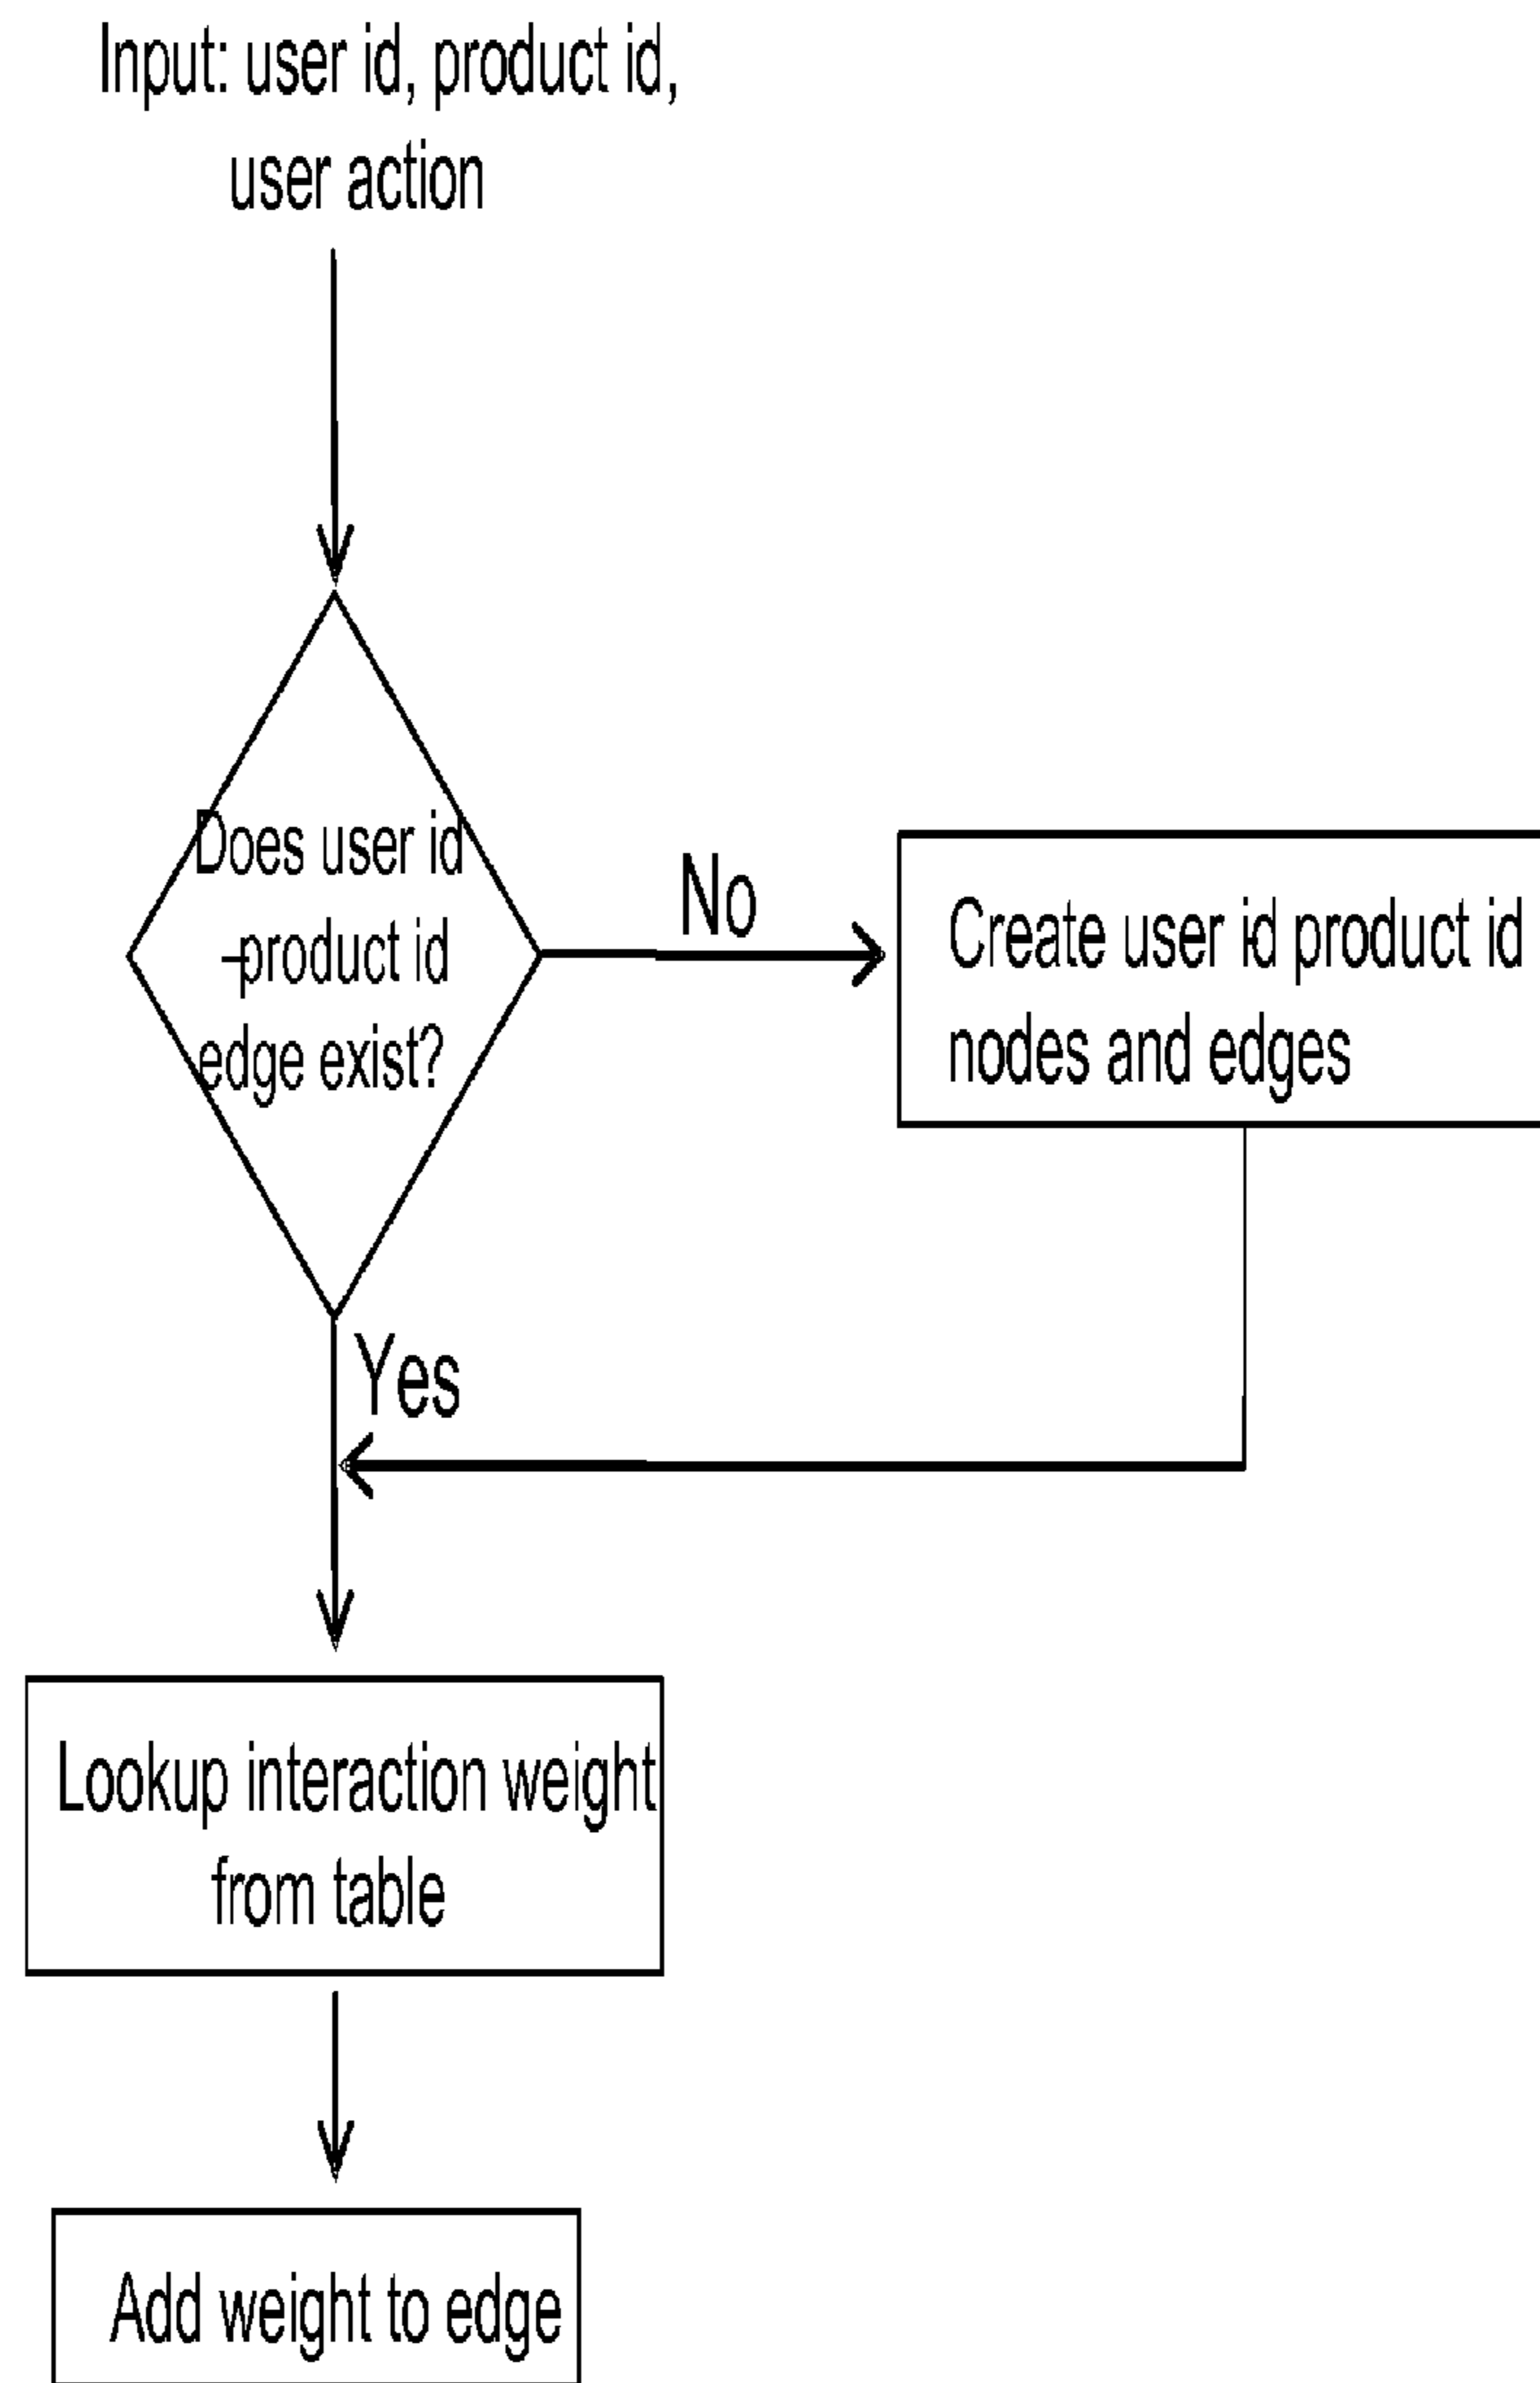 Input: user id, product id,
user action
Does user id
-product id
edge exist?
No
Create user id product id
nodes and edges
Yes
Lookup interaction weight
from table
Add weight to edge